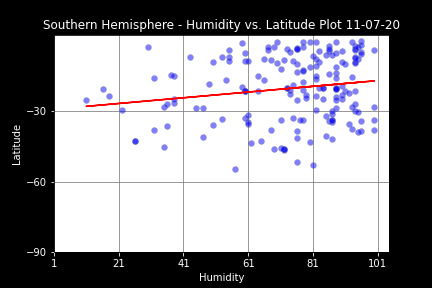 Southern Hemisphere - Humidity vs. Latitude Plot 11-07-20
Latitude
−30
−60
−90
1 21 41 61 81 101
Humidity